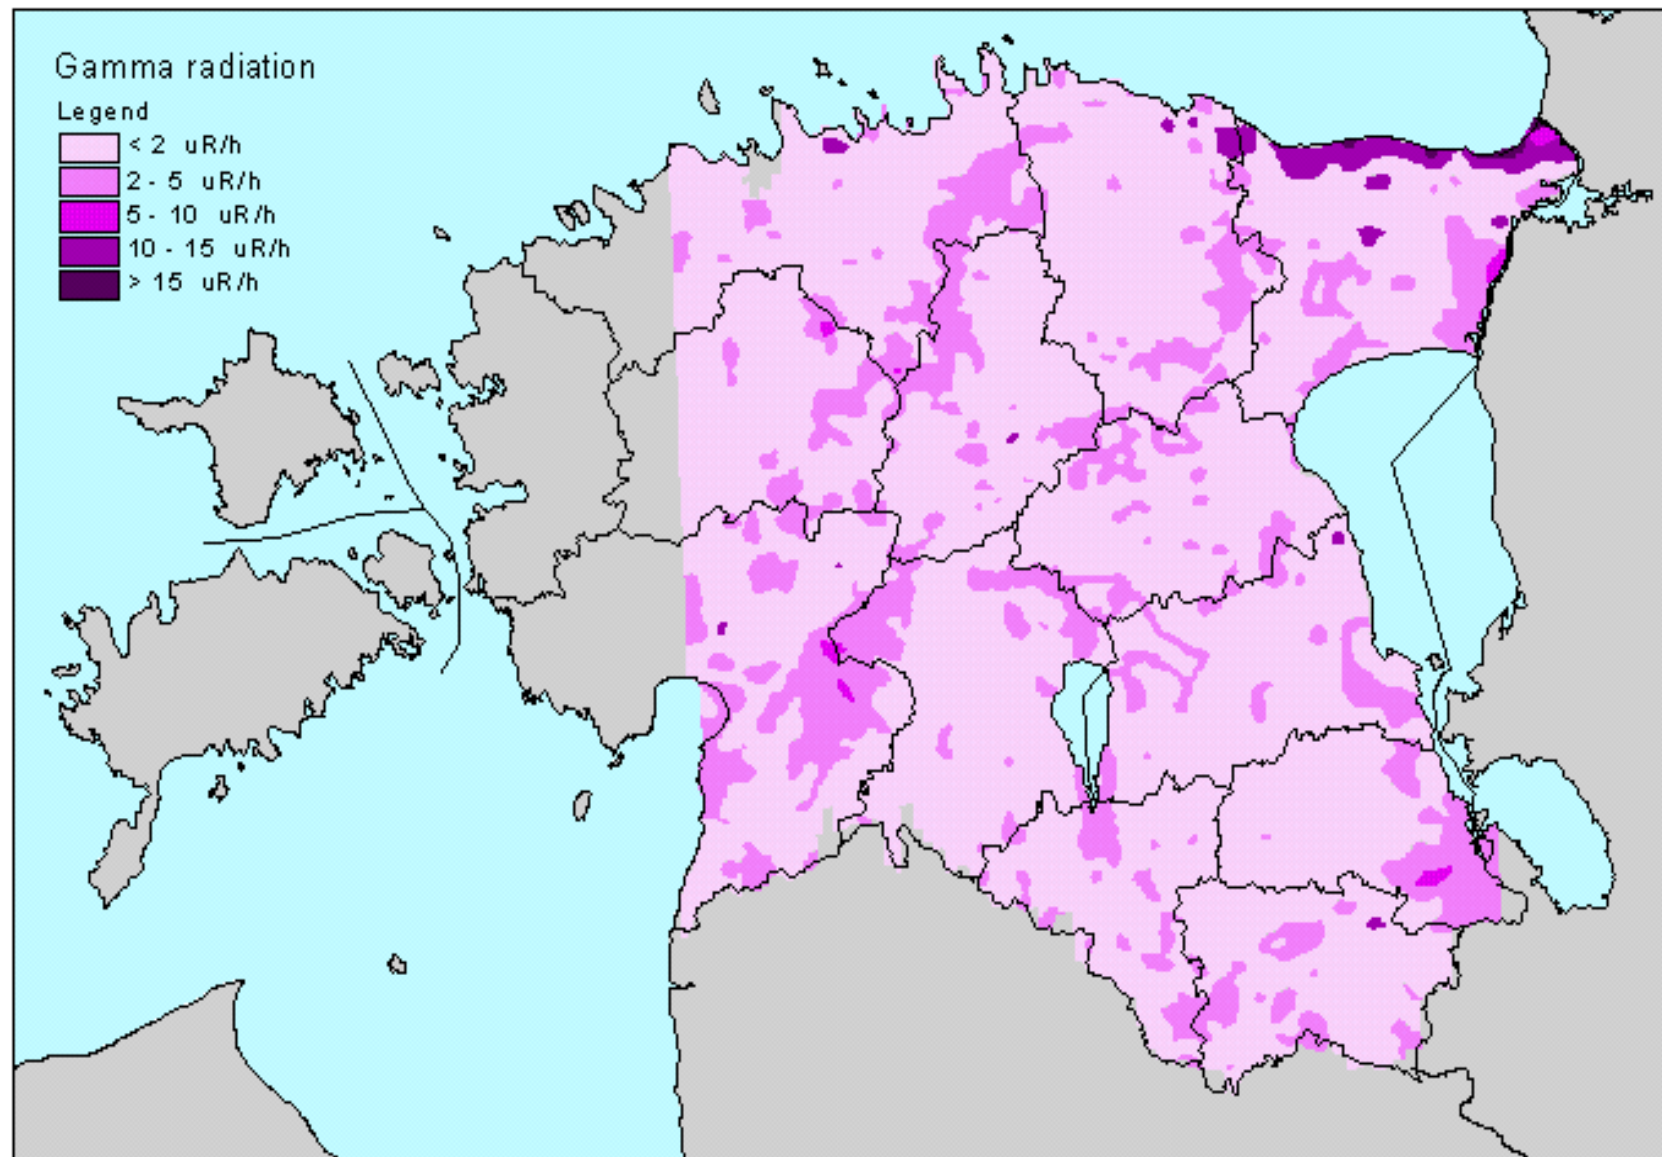 Gamma radiation
Legend
< 2 uR/h
2 - 5 uR/h
5 - 10 uR/h
10 - 15 uR/h
> 15 uR/h